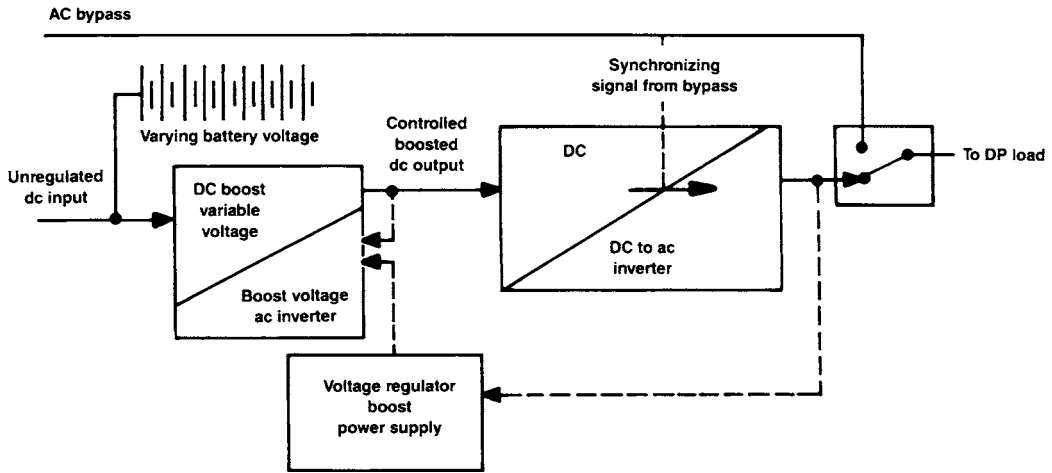 AC bypass
Synchronizing
signal from bypass
Varying battery voltage
Controlled
boosted
dc output
Unregulated
dc input
DC boost
variable
voltage
Boost voltage
ac inverter
DC
DC to ac
inverter
To DP load
Voltage regulator
boost
power supply